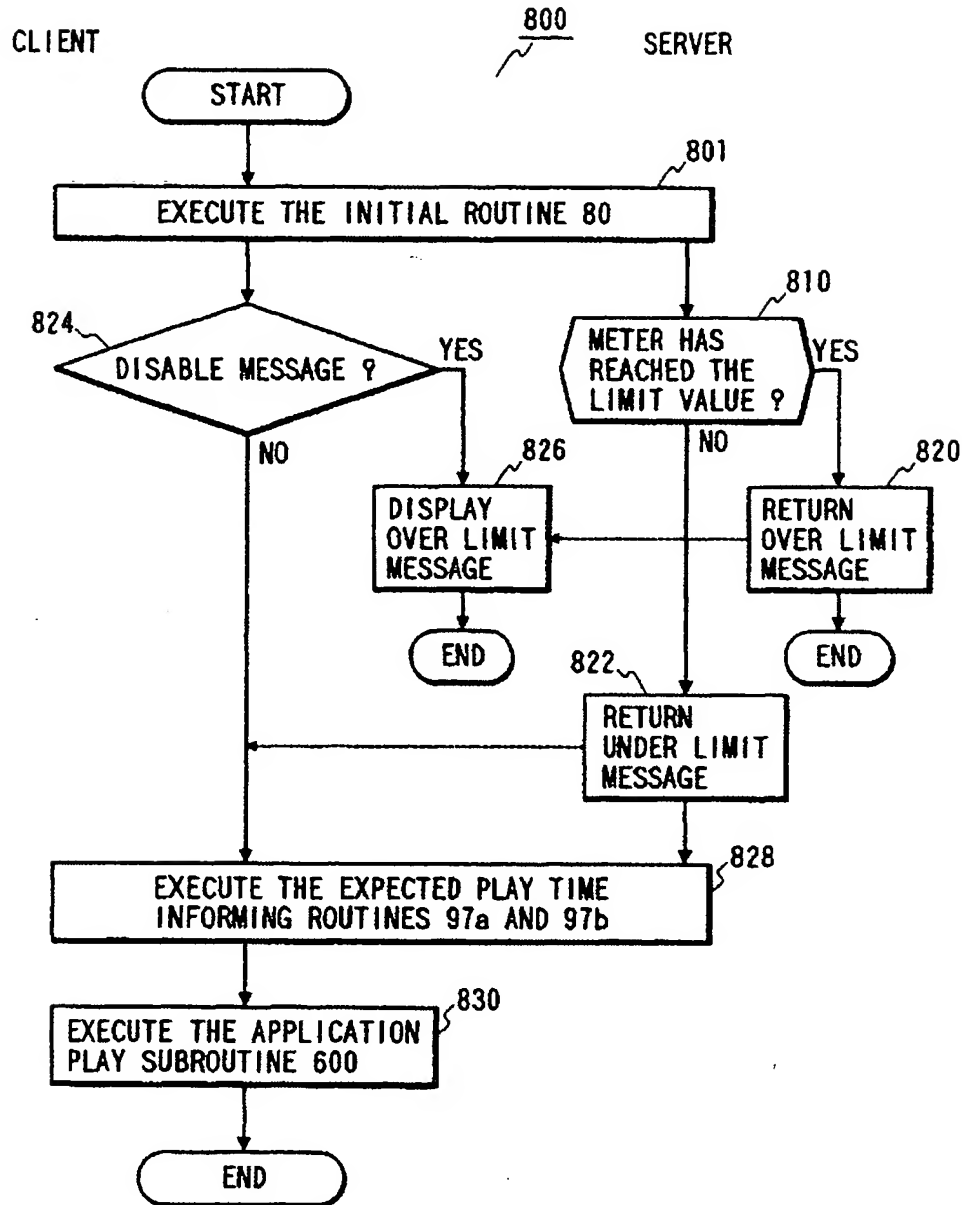 CLIENT
800
SERVER
START
801
EXECUTE THE INITIAL ROUTINE 80
824
DISABLE MESSAGE ?
YES
NO
810
METER HAS
REACHED THE
LIMIT VALUE ?
YES
NO
826
DISPLAY
OVER LIMIT
MESSAGE
820
RETURN
OVER LIMIT
MESSAGE
END
END
822
RETURN
UNDER LIMIT
MESSAGE
828
EXECUTE THE EXPECTED PLAY TIME
INFORMING ROUTINES 97a AND 97b
830
EXECUTE THE APPLICATION
PLAY SUBROUTINE 600
END